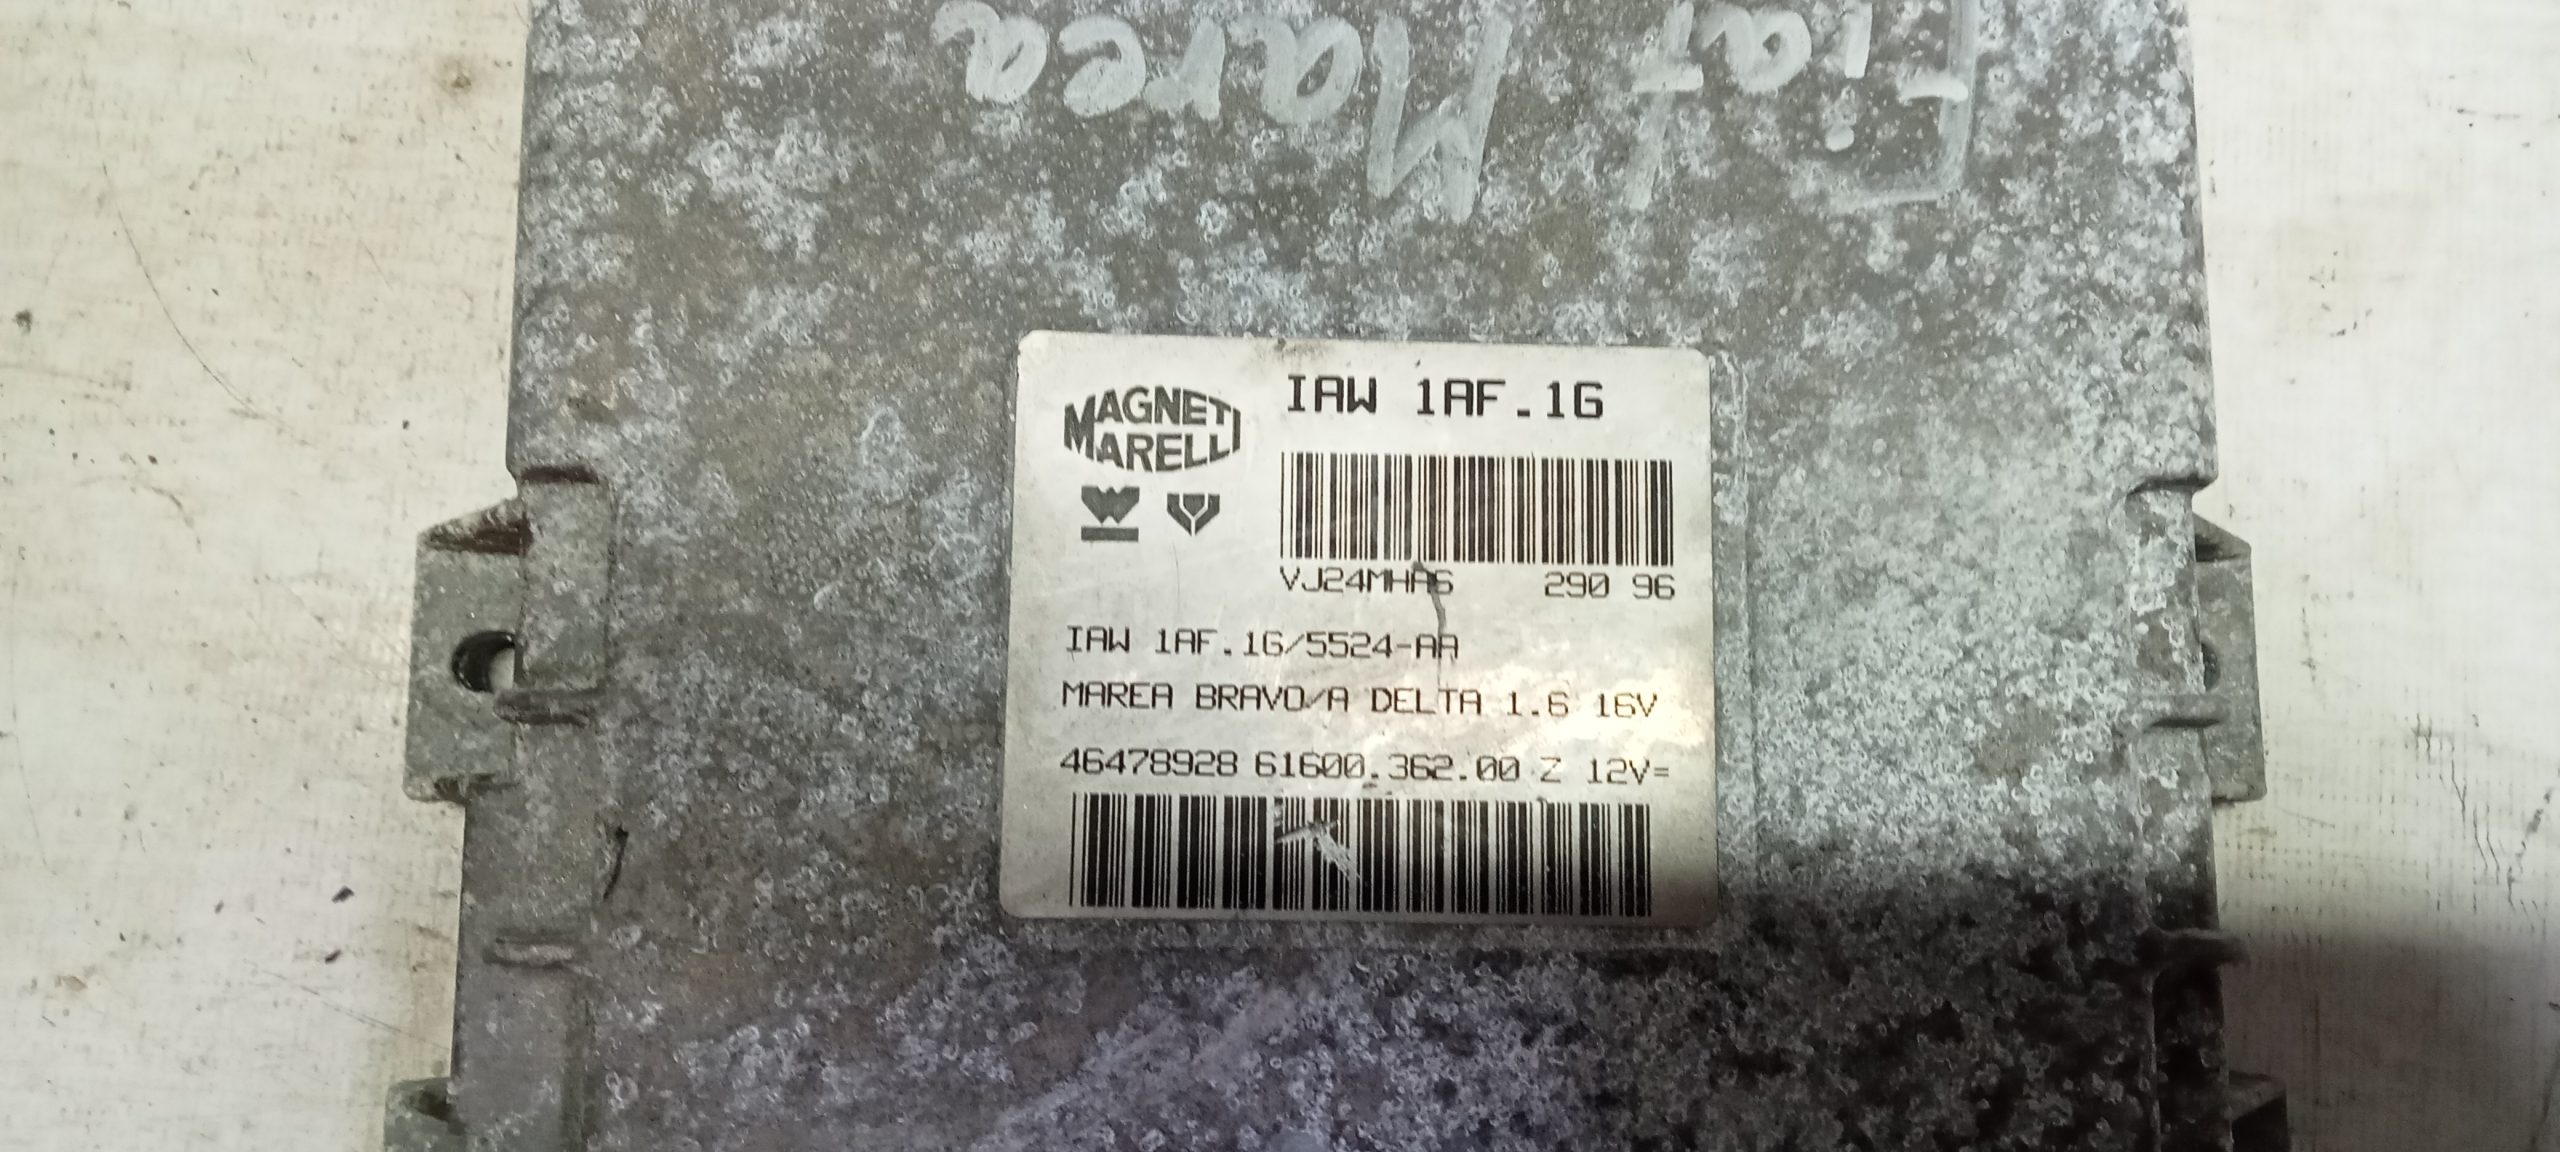 Fiat Marea
MAGNETI
MARELLI
IAW 1AF.1G
VJ24MHA6 290 96
IAW 1AF.1G/5524-AA
MAREA BRAVO/A DELTA 1.6 16V
46478928 61600.362.00 Z 12V=